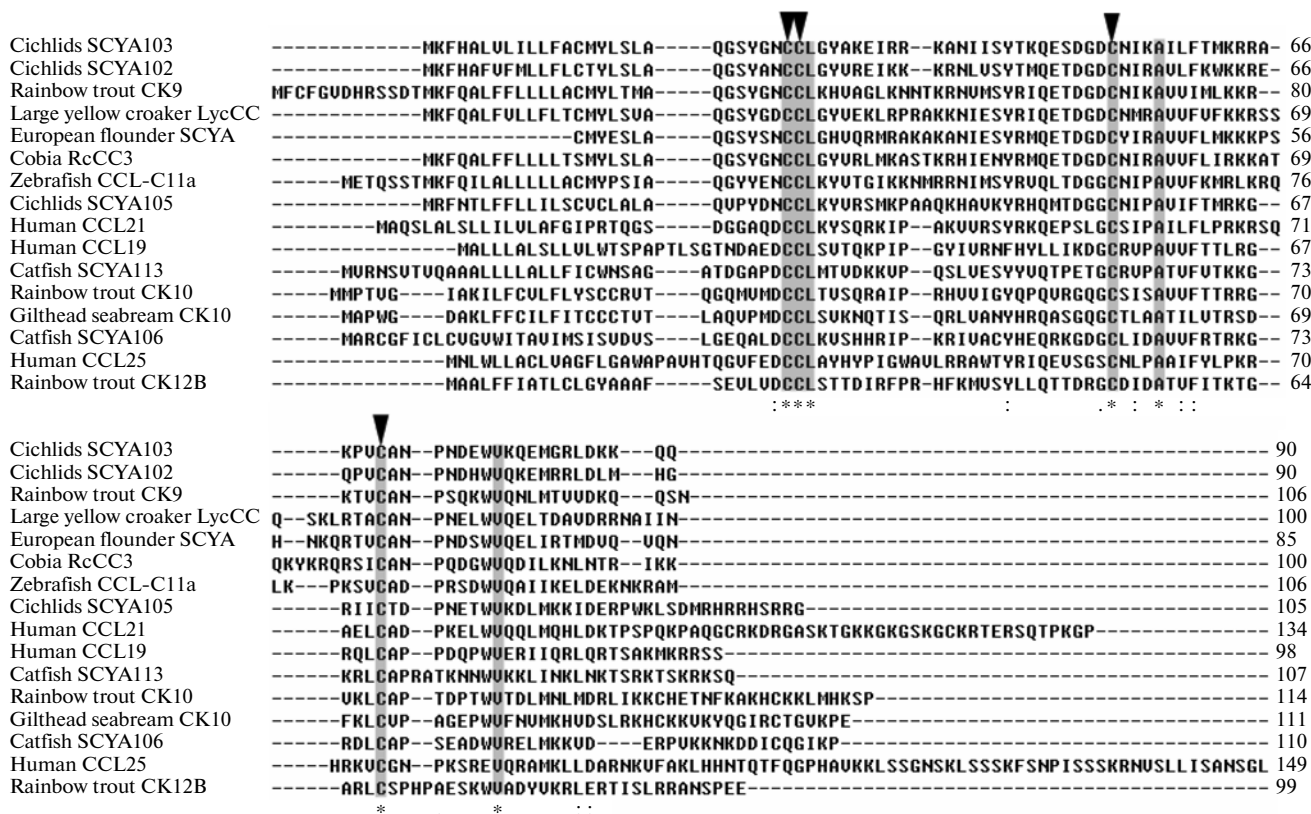 Cichlids SCYA103 --------------MKFHALVLILLFACMYLSLA-----QGSYGNCCLGYAKEIRR--KANIISYTKQESDGDCNIKAILFTMKRRA- 66
Cichlids SCYA102 --------------MKFHAFVFMLLFLCTYLSLA-----QGSYANCCLGYVREIKK--KRNLVSYTMQETDGDCNIRAVLFKWKKRE- 66
Rainbow trout CK9 MFCFGVDHRSSDTMKFQALFFLLLLLACMYLTMA-----QGSYGNCCLKHVAGLKNNTKRNVMSYRIQETDGDCNIRAVVIMLKKR-- 80
Large yellow croaker LycCC --------------MKFQALFVLLFLTCMYLSVA-----QGSYGDCCLGYVEKLRPRAKKNIESYRIQETDGDCNMRAVVFVFKKRSS 69
European flounder SCYA ---------------------------CMYESLA-----QGSYSNCCLGHVQRMRAKAKANIESYRMQETDGDCYIRAVVFLMKKKPS 56
Cobia RcCC3 --------------MKFQALFFLLLLTSMYLSLA-----QGSYGNCCLGYVRLMKASTKRHIENYRMQETDGDCNIRAVVFLIRKKAT 69
Zebrafish CCL-C11a -------METQSSTMKFQILALLLLLACMYPSIA-----QGYYENCCLKYVTGIKKNMRRNIMSYRVQLTDGGCNIPAVVFKMRLKRQ 76
Cichlids SCYA105 --------------MRFNTLFFLLILSCVCLALA-----QVPYDNCCLKYVRSMKPAAQKHAVKYRHQMTDGGCNIPAVIFTMRKG-- 67
Human CCL21 ----------MAQSLALSLLILVLAFGIPRTQGS-----DGGAQDCCLKYSQRKIP--AKVVRSYRKQEPSLGCSIPAILFLPRKRSQ 71
Human CCL19 -----------------MALLLALSLLVLWTSPAPTLSGTNDAEDCCLSVTQKPIP--GYIVRNFHYLLIKDGCRVPAVVFTTLRG-- 67
Catfish SCYA113 -------MVRNSVTVQAAALLLLALLFICWNSAG-----ATDGAPDCCLMTVDKKVP--QSLVESYYVQTPETGCRVPATVFVTKKG-- 73
Rainbow trout CK10 -----MMPTVG----IAKILFCVLFLYSCCRVT-----QGQMVMDCCLTVSQRAIP--RHVVIGYQPQVRGQGCSISAVVFTTRRG-- 70
Gilthead seabream CK10 ------MAPWG----DAKLFFCILFITCCCTVT-----LAQVPMDCCLSVKNQTIS--QRLVANYHRQASGQGCTLAATILVTRSD-- 69
Catfish SCYA106 ------MARCGFICLCVGVWITAVIMSISVDVS-----LGEQALDCCLKVSHHRIP--KRIVACYHEQRKGDGCLIDAVVFRTRKG-- 73
Human CCL25 -----------MNLWLLACLVAGFLGAWAPAVHTQGVFEDCCLAYHYPIGWAVLRRAWTYRIQEVSGSCNLPAAIFYLPKR-- 70
Rainbow trout CK12B -----------MAALFFIATLCLGYAAAF------SEVLVDCCLSTTDIRFPR-HFKMVSYLLQTTDRGCDIDATVFITKTG-- 64
:*** : .* : * ::
Cichlids SCYA103 ------KPVCAN--PNDEWVKQEMGRLDKK---QQ------- 90
Cichlids SCYA102 ------QPVCAN--PNDHWVQKEMRRLDLM---HG------- 90
Rainbow trout CK9 ------KTVCAN--PSQKWVQNLMTVVDKQ---QSN------- 106
Large yellow croaker LycCC Q--SKLRTACAN--PNELWVQELTDAVDRRNAIIN------- 100
European flounder SCYA H--NKQRTVCAN--PNDSWVQELIRTMDVQ--VQN------- 85
Cobia RcCC3 QKYKRQRSICAN--PQDGWVQDILKNLNTR---IKK------- 100
Zebrafish CCL-C11a LK--PKSVCAD--PRSDWVQAIIKELDEKNKRAM------- 106
Cichlids SCYA105 ------RIICTD--PNETWVKDLMKKIDERPWKLSDMRHRRHSRRG------- 105
Human CCL21 ------AELCAD--PKELWVQQLMQHLDKTPSPQKPAQGCRKDRGASKTGKKGKGSKGCKRTERSQTPKGP------- 134
Human CCL19 ------RQLCAP--PDQPWVERIIQRLQRTSAKMKRRSS------- 98
Catfish SCYA113 ------KRLCAPRATKNNWVKKLINKLNKTSRKTSKRKSQ------- 107
Rainbow trout CK10 ------VKLCAP--TDPTWVTDLMNLMDRLIKKCHETNFKAKHCKKLMHKSP------- 114
Gilthead seabream CK10 ------FKLCVP--AGEPWVFNVMKHVDSLRKHCKKVKYQGIRCTGVKPE------- 111
Catfish SCYA106 ------RDLCAP--SEADWVRELMKKVD----ERPVKKNKDDICQGIKP------- 110
Human CCL25 -----HRKVCGN--PKSREVQRAMKLLDARNKVFAKLHHNTQTFQGPHAVKKLSSGNSKLSSSKFSNPISSSKRNVSLLISANSGL 149
Rainbow trout CK12B ------ARLCSPHPAESKWVADYVKRLERTISLRRANSPEE------- 99
* . * : :